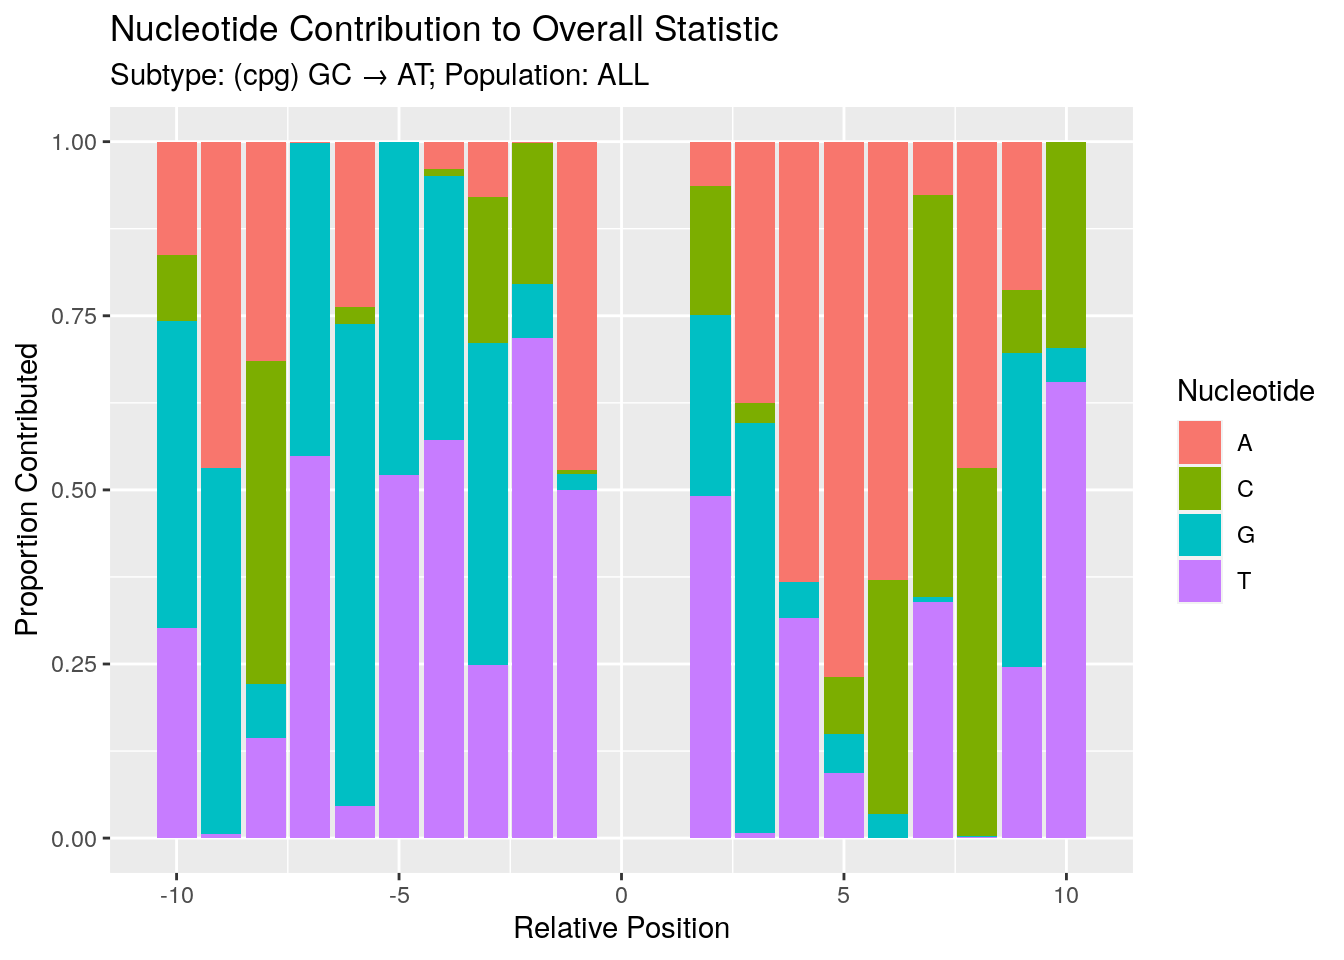 Nucleotide Contribution to Overall Statistic
Subtype: (cpg) GC → AT; Population: ALL
Proportion Contributed
1.00
0.75
0.50
0.25
0.00
-10
-5
0
5
10
Relative Position
Nucleotide
A
C
G
T